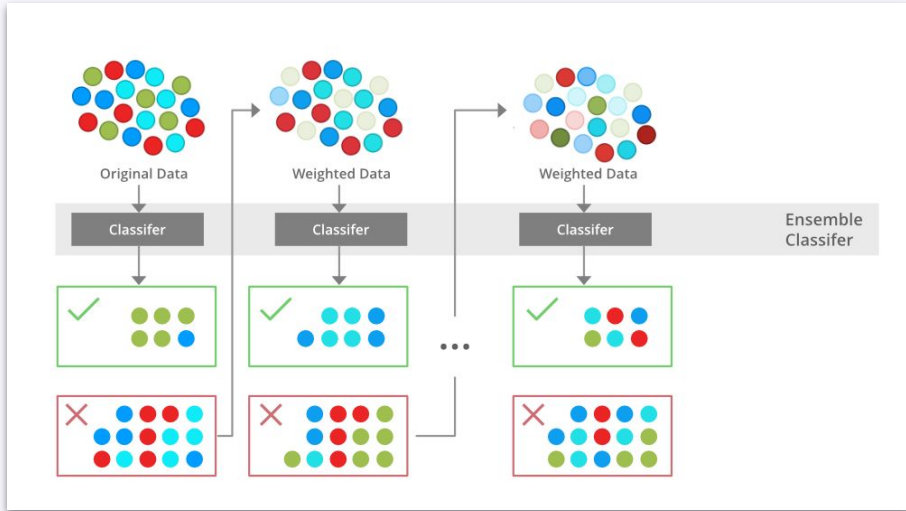 Original Data
Weighted Data
Weighted Data
Classifer
Classifer
Classifer
Ensemble
Classifer
...